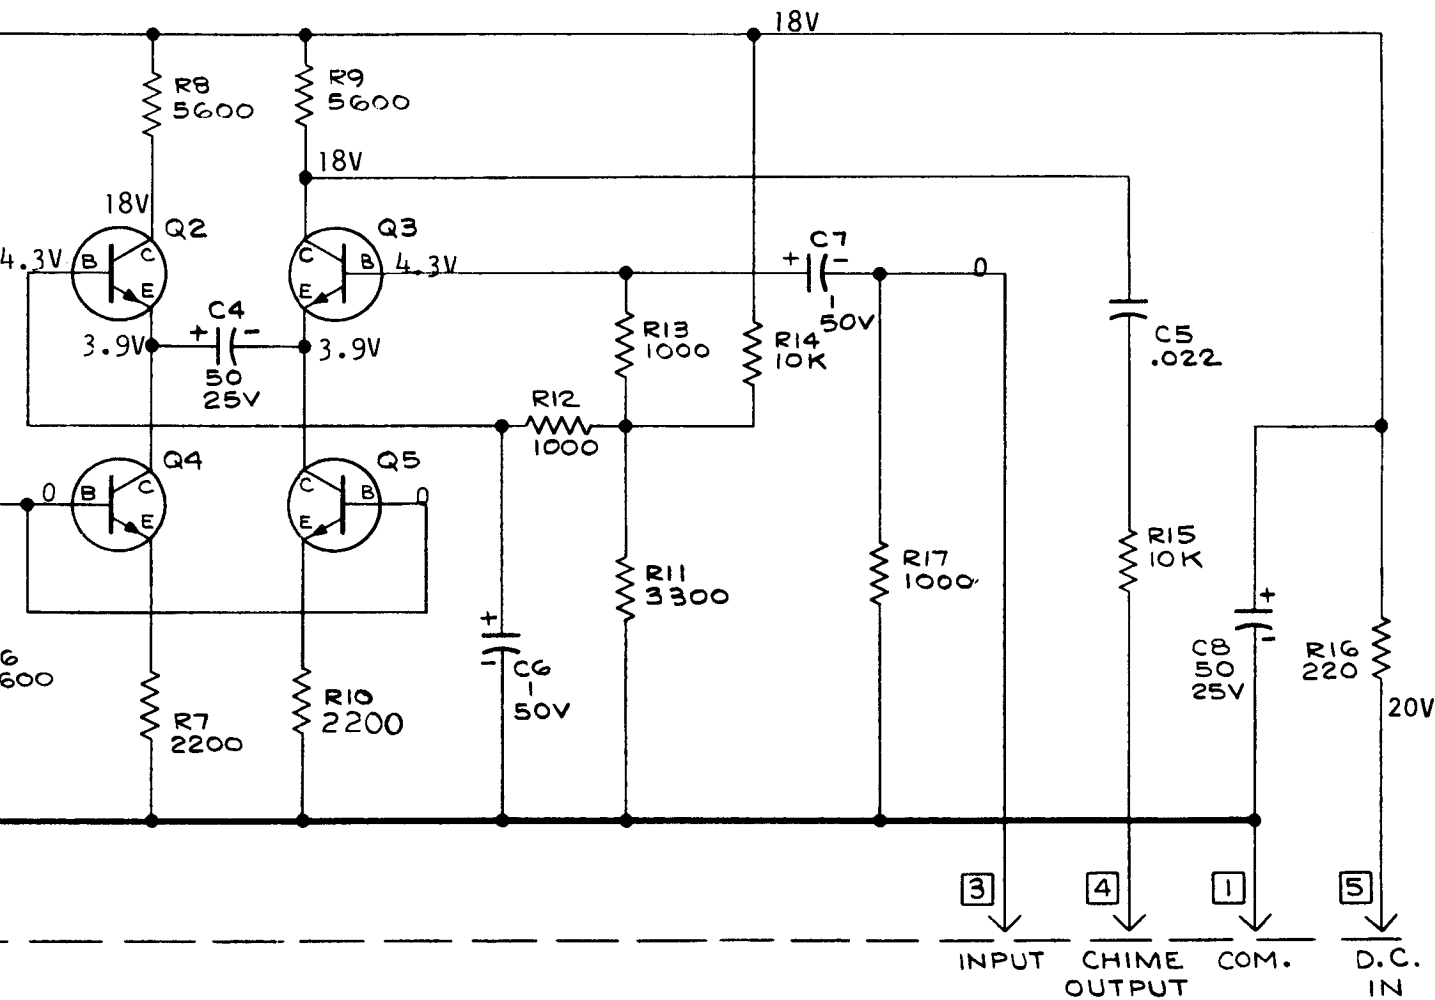 18V
R8
5600
R9
5600
18V
18V
Q2
Q3
4.3V
B
C
E
C
B
E
4.3V
C7
+ -
1
50V
0
3.9V
+ C4 -
50
25V
3.9V
R13
1000
R14
10K
C5
.022
R12
1000
Q4
Q5
0
B
C
E
C
B
E
0
R11
3300
R17
1000
R15
10K
+
-
C6
1
50V
+
-
C8
50
25V
R16
220
20V
6
600
R7
2200
R10
2200
3
4
1
5
INPUT
CHIME
OUTPUT
COM.
D.C.
IN